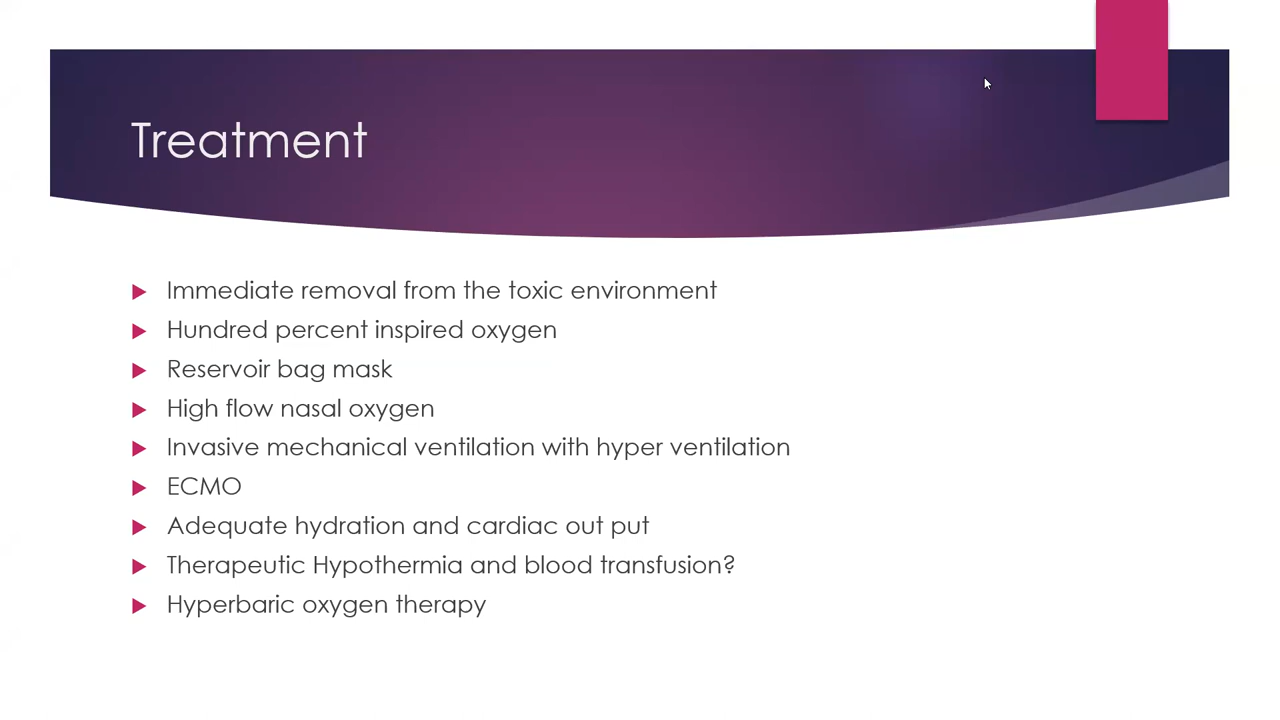 Treatment
Immediate removal from the toxic environment
Hundred percent inspired oxygen
Reservoir bag mask
High flow nasal oxygen
Invasive mechanical ventilation with hyper ventilation
ECMO
Adequate hydration and cardiac out put
Therapeutic Hypothermia and blood transfusion?
Hyperbaric oxygen therapy